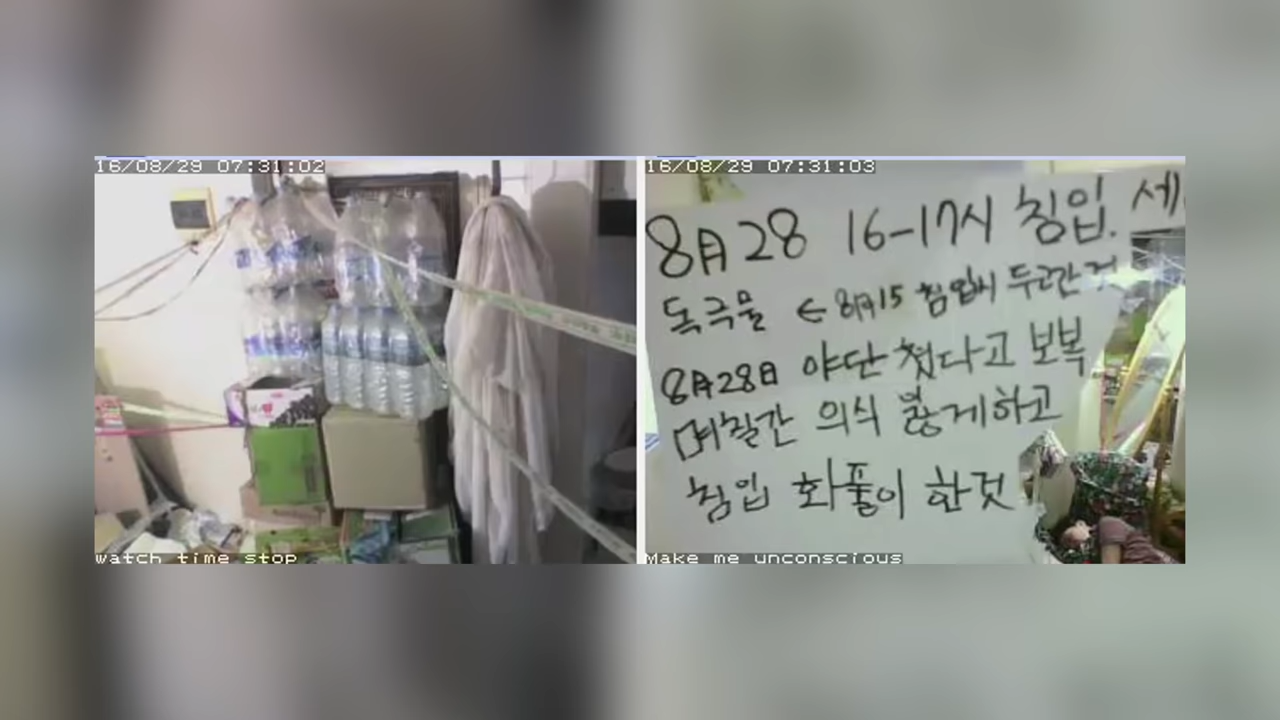 16/08/29 07:31:02
watch time stop
16/08/29 07:31:03
8月28 16-17시 침입. 세
독극물 ← 8月15 침입시 두고간 거
8月28日 야단 쳤다고 보복
며칠간 의식 잃게하고
침입 화풀이 한것
Make me unconscious